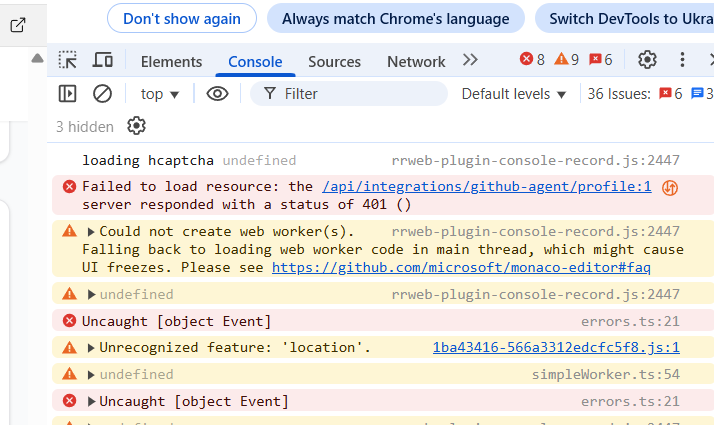 Don't show again Always match Chrome's language Switch DevTools to Ukra
Elements Console Sources Network 8 9 6
top Filter Default levels 36 Issues: 6 3
3 hidden
loading hcaptcha undefined rrweb-plugin-console-record.js:2447
Failed to load resource: the /api/integrations/github-agent/profile:1
server responded with a status of 401 ()
Could not create web worker(s). rrweb-plugin-console-record.js:2447
Falling back to loading web worker code in main thread, which might cause
UI freezes. Please see https://github.com/microsoft/monaco-editor#faq
undefined rrweb-plugin-console-record.js:2447
Uncaught [object Event] errors.ts:21
Unrecognized feature: 'location'. 1ba43416-566a3312edcfc5f8.js:1
undefined simpleWorker.ts:54
Uncaught [object Event] errors.ts:21